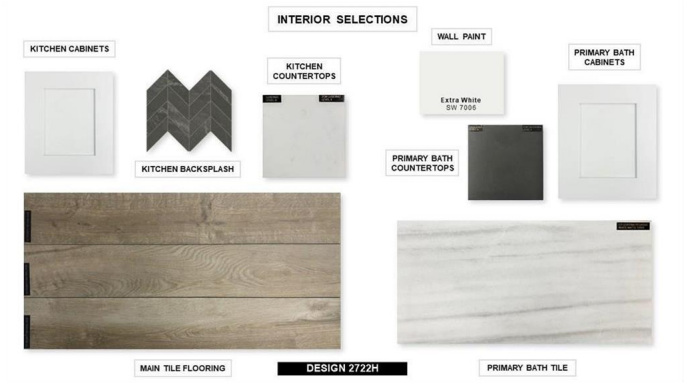 INTERIOR SELECTIONS
KITCHEN CABINETS
KITCHEN
COUNTERTOPS
WALL PAINT
PRIMARY BATH
CABINETS
Extra White
SW 7006
KITCHEN BACKSPLASH
PRIMARY BATH
COUNTERTOPS
MAIN TILE FLOORING
DESIGN 2722H
PRIMARY BATH TILE